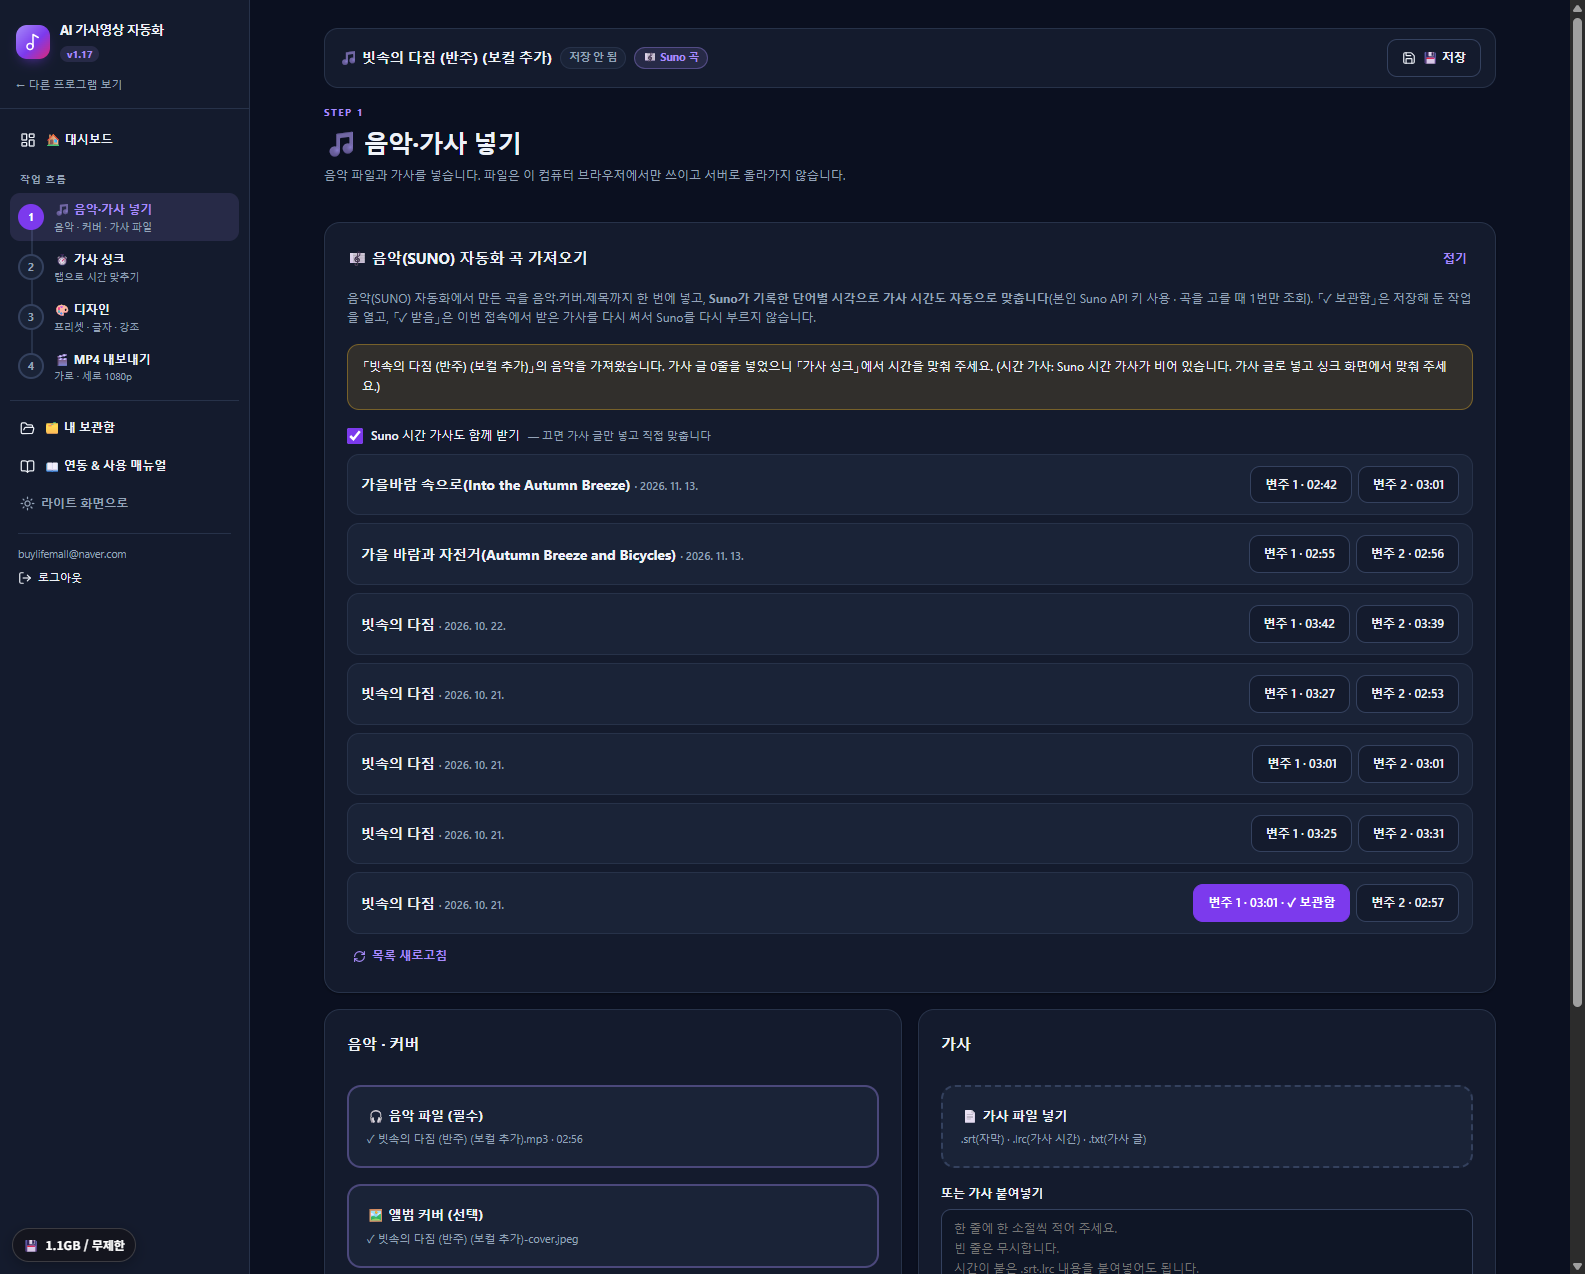 AI 가사영상 자동화
v1.17
← 다른 프로그램 보기
대시보드
작업 흐름
1
음악·가사 넣기
음악 · 커버 · 가사 파일
2
가사 싱크
탭으로 시간 맞추기
3
디자인
프리셋 · 글자 · 강조
4
MP4 내보내기
가로 · 세로 1080p
내 보관함
연동 & 사용 매뉴얼
라이트 화면으로
buylifemall@naver.com
로그아웃
1.1GB / 무제한
빗속의 다짐 (반주) (보컬 추가)
저장 안 됨
Suno 곡
저장
STEP 1
음악·가사 넣기
음악 파일과 가사를 넣습니다. 파일은 이 컴퓨터 브라우저에서만 쓰이고 서버로 올라가지 않습니다.
음악(SUNO) 자동화 곡 가져오기
접기
음악(SUNO) 자동화에서 만든 곡을 음악·커버·제목까지 한 번에 넣고, Suno가 기록한 단어별 시각으로 가사 시간도 자동으로 맞춥니다(본인 Suno API 키 사용 · 곡을 고를 때 1번만 조회). 「✓ 보관함」은 저장해 둔 작업
을 열고, 「✓ 받음」은 이번 접속에서 받은 가사를 다시 써서 Suno를 다시 부르지 않습니다.
「빗속의 다짐 (반주) (보컬 추가)」의 음악을 가져왔습니다. 가사 글 0줄을 넣었으니 「가사 싱크」에서 시간을 맞춰 주세요. (시간 가사: Suno 시간 가사가 비어 있습니다. 가사 글로 넣고 싱크 화면에서 맞춰 주세
요.)
Suno 시간 가사도 함께 받기 — 끄면 가사 글만 넣고 직접 맞춥니다
가을바람 속으로(Into the Autumn Breeze) · 2026. 11. 13.
변주 1 · 02:42
변주 2 · 03:01
가을 바람과 자전거(Autumn Breeze and Bicycles) · 2026. 11. 13.
변주 1 · 02:55
변주 2 · 02:56
빗속의 다짐 · 2026. 10. 22.
변주 1 · 03:42
변주 2 · 03:39
빗속의 다짐 · 2026. 10. 21.
변주 1 · 03:27
변주 2 · 02:53
빗속의 다짐 · 2026. 10. 21.
변주 1 · 03:01
변주 2 · 03:01
빗속의 다짐 · 2026. 10. 21.
변주 1 · 03:25
변주 2 · 03:31
빗속의 다짐 · 2026. 10. 21.
변주 1 · 03:01 · ✓ 보관함
변주 2 · 02:57
목록 새로고침
음악 · 커버
음악 파일 (필수)
✓ 빗속의 다짐 (반주) (보컬 추가).mp3 · 02:56
앨범 커버 (선택)
✓ 빗속의 다짐 (반주) (보컬 추가)-cover.jpeg
가사
가사 파일 넣기
.srt(자막) · .lrc(가사 시간) · .txt(가사 글)
또는 가사 붙여넣기
한 줄에 한 소절씩 적어 주세요.
빈 줄은 무시합니다.
시간이 붙은 .srt·.lrc 내용을 붙여넣어도 됩니다.